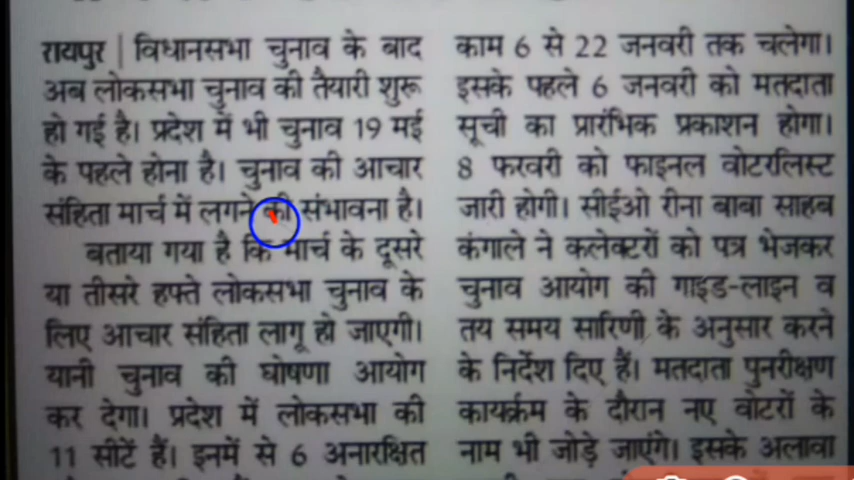 रायपुर | विधानसभा चुनाव के बाद
अब लोकसभा चुनाव की तैयारी शुरू
हो गई है। प्रदेश में भी चुनाव 19 मई
के पहले होना है। चुनाव की आचार
संहिता मार्च में लगने की संभावना है।
बताया गया है कि मार्च के दूसरे
या तीसरे हफ्ते लोकसभा चुनाव के
लिए आचार संहिता लागू हो जाएगी।
यानी चुनाव की घोषणा आयोग
कर देगा। प्रदेश में लोकसभा की
11 सीटें हैं। इनमें से 6 अनारक्षित
काम 6 से 22 जनवरी तक चलेगा।
इसके पहले 6 जनवरी को मतदाता
सूची का प्रारंभिक प्रकाशन होगा।
8 फरवरी को फाइनल वोटरलिस्ट
जारी होगी। सीईओ रीना बाबा साहब
कंगाले ने कलेक्टरों को पत्र भेजकर
चुनाव आयोग की गाइड-लाइन व
तय समय सारिणी के अनुसार करने
के निर्देश दिए हैं। मतदाता पुनरीक्षण
कार्यक्रम के दौरान नए वोटरों के
नाम भी जोड़े जाएंगे। इसके अलावा